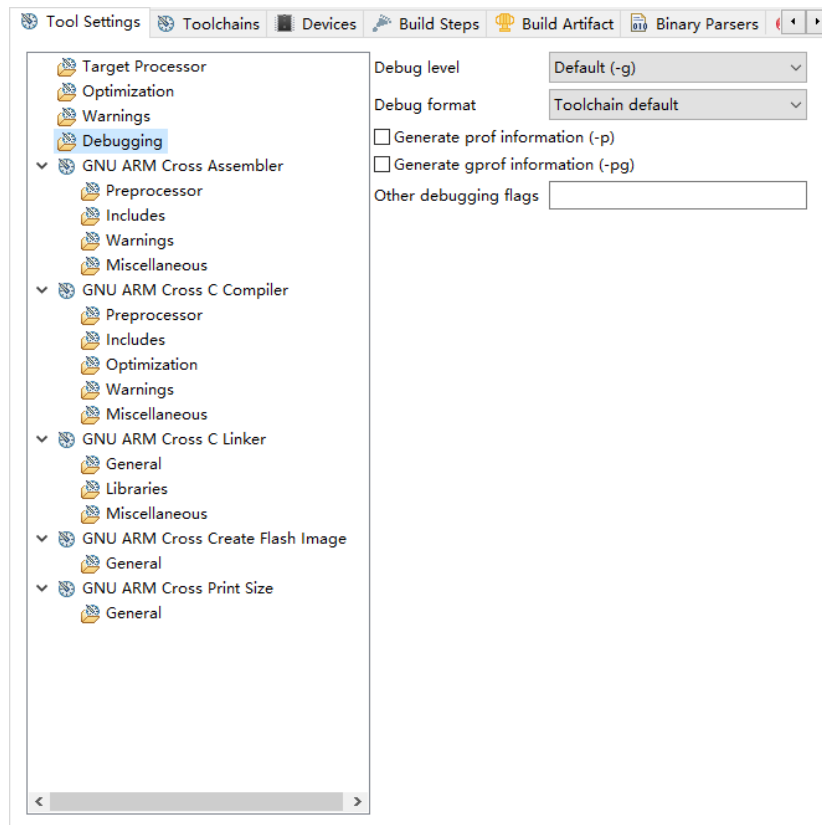 Tool Settings Toolchains Devices Build Steps Build Artifact Binary Parsers
Target Processor
Optimization
Warnings
Debugging
GNU ARM Cross Assembler
Preprocessor
Includes
Warnings
Miscellaneous
GNU ARM Cross C Compiler
Preprocessor
Includes
Optimization
Warnings
Miscellaneous
GNU ARM Cross C Linker
General
Libraries
Miscellaneous
GNU ARM Cross Create Flash Image
General
GNU ARM Cross Print Size
General
Debug level Default (-g)
Debug format Toolchain default
Generate prof information (-p)
Generate gprof information (-pg)
Other debugging flags